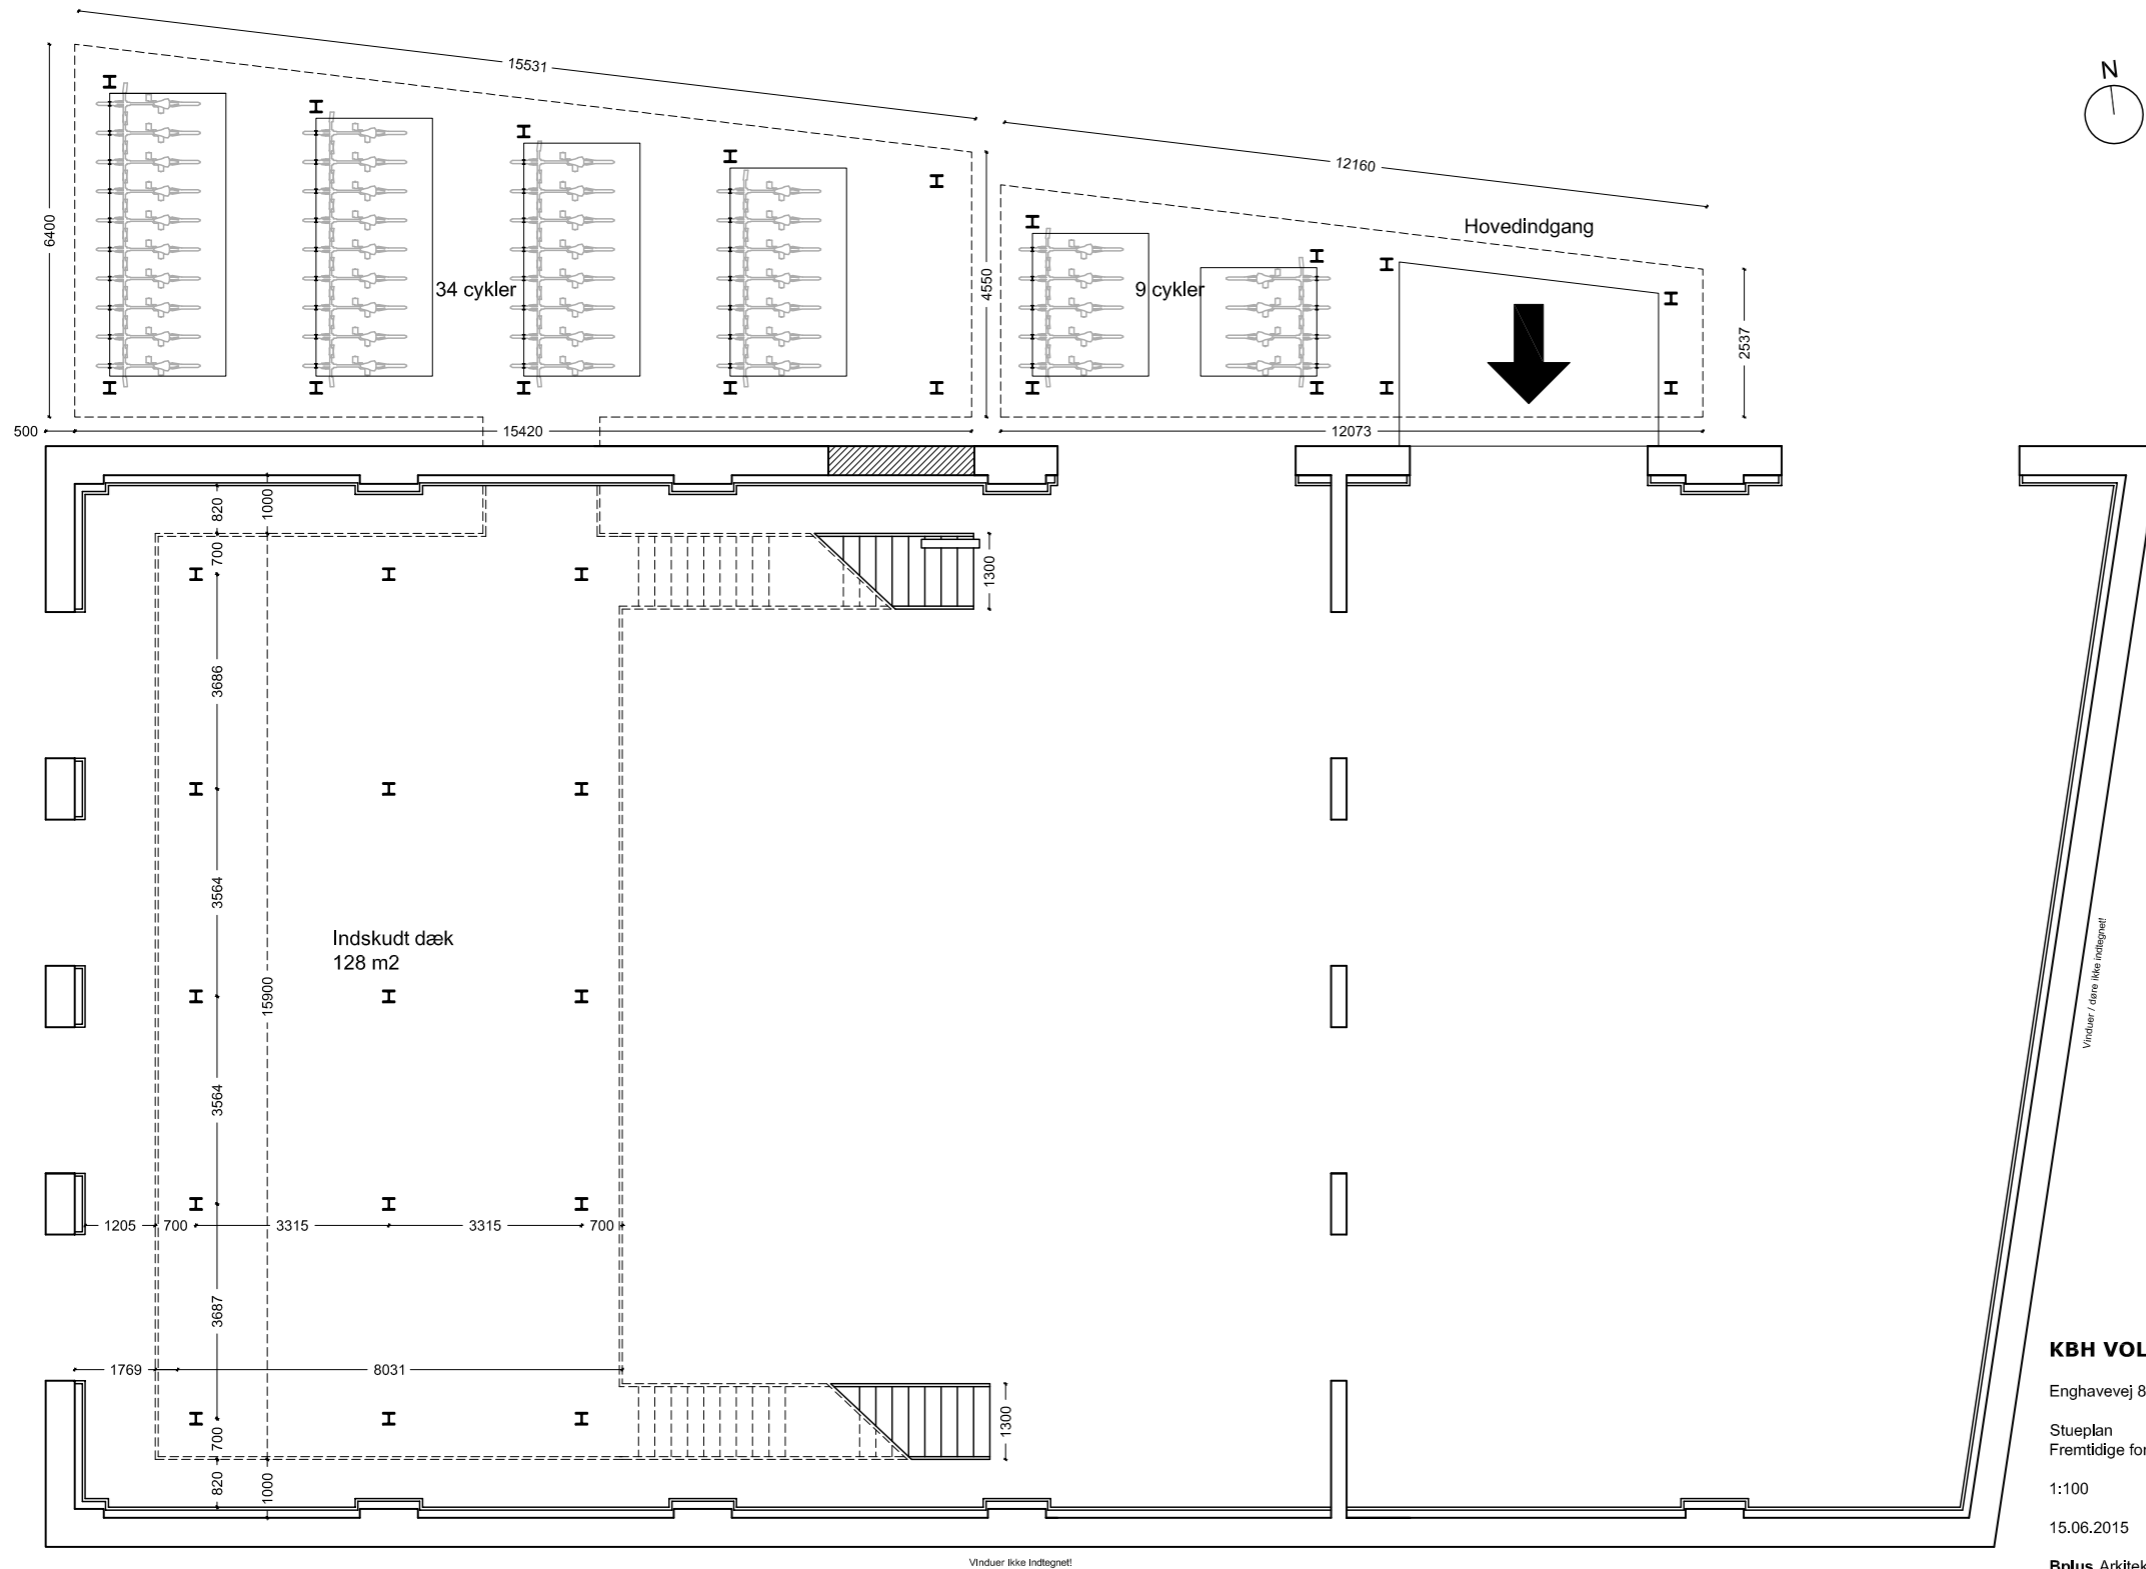 15531
N
12160
Hovedindgang
6400
34 cykler
4550
9 cykler
2537
500
15420
12073
820
1000
700
1300
3686
3564
Indskudt dæk
128 m2
15900
3564
1205
700
3315
3315
700
3687
1769
8031
700
820
1000
1300
Vinduer / døre ikke indtegnet!
Vinduer ikke indtegnet!
KBH VOL
Enghavevej 8
Stueplan
Fremtidige for
1:100
15.06.2015
Bplus Arkitek